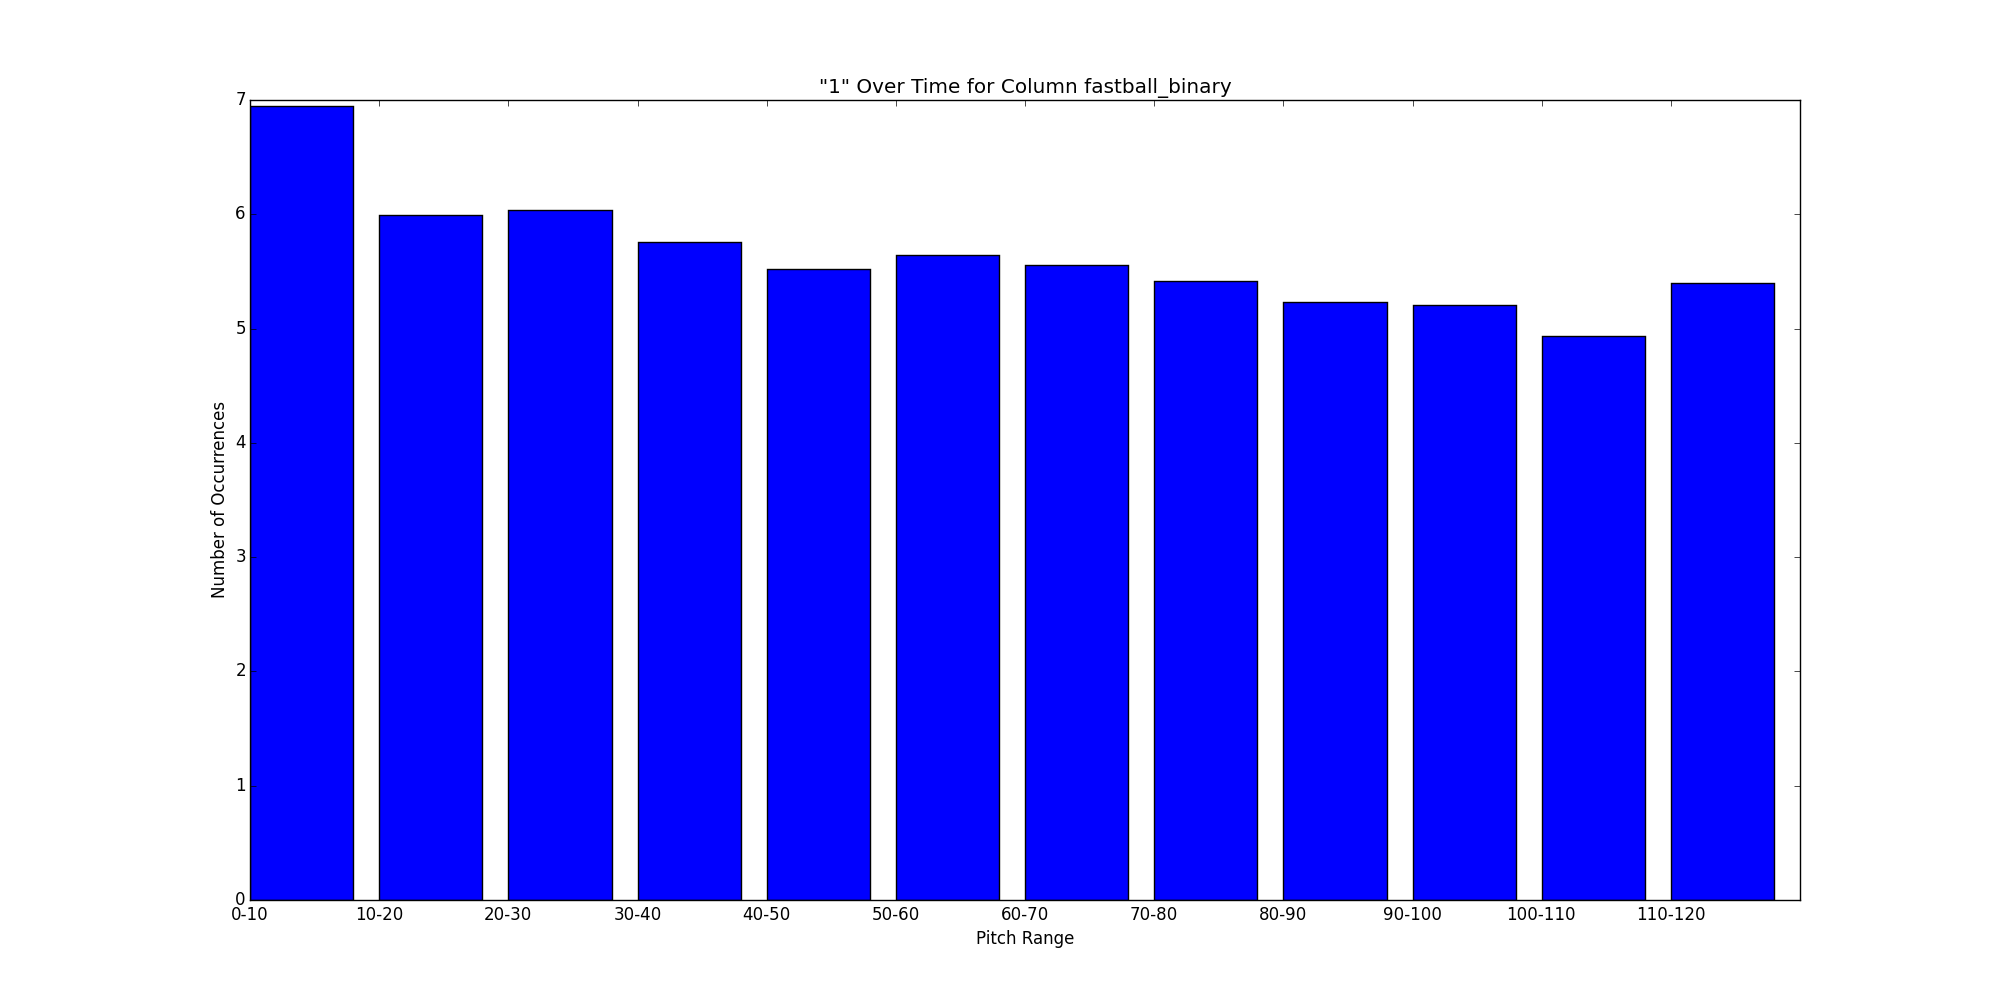 "1" Over Time for Column fastball_binary
7
6
5
4
3
2
1
0
Number of Occurrences
0-10 10-20 20-30 30-40 40-50 50-60 60-70 70-80 80-90 90-100 100-110 110-120
Pitch Range